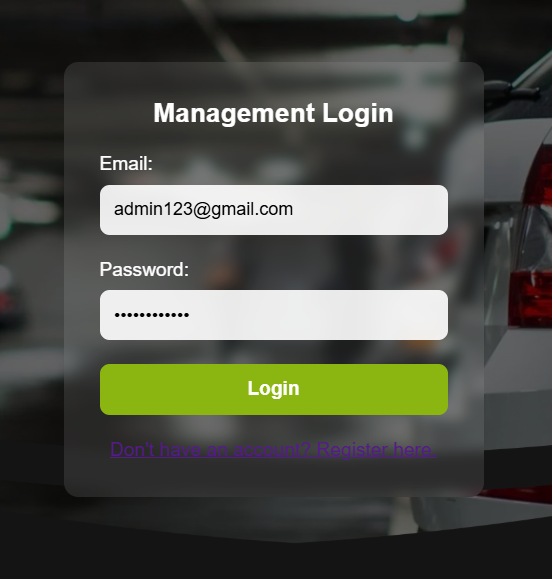 Management Login
Email:
admin123@gmail.com
Password:
••••••••••••
Login
Don't have an account? Register here.